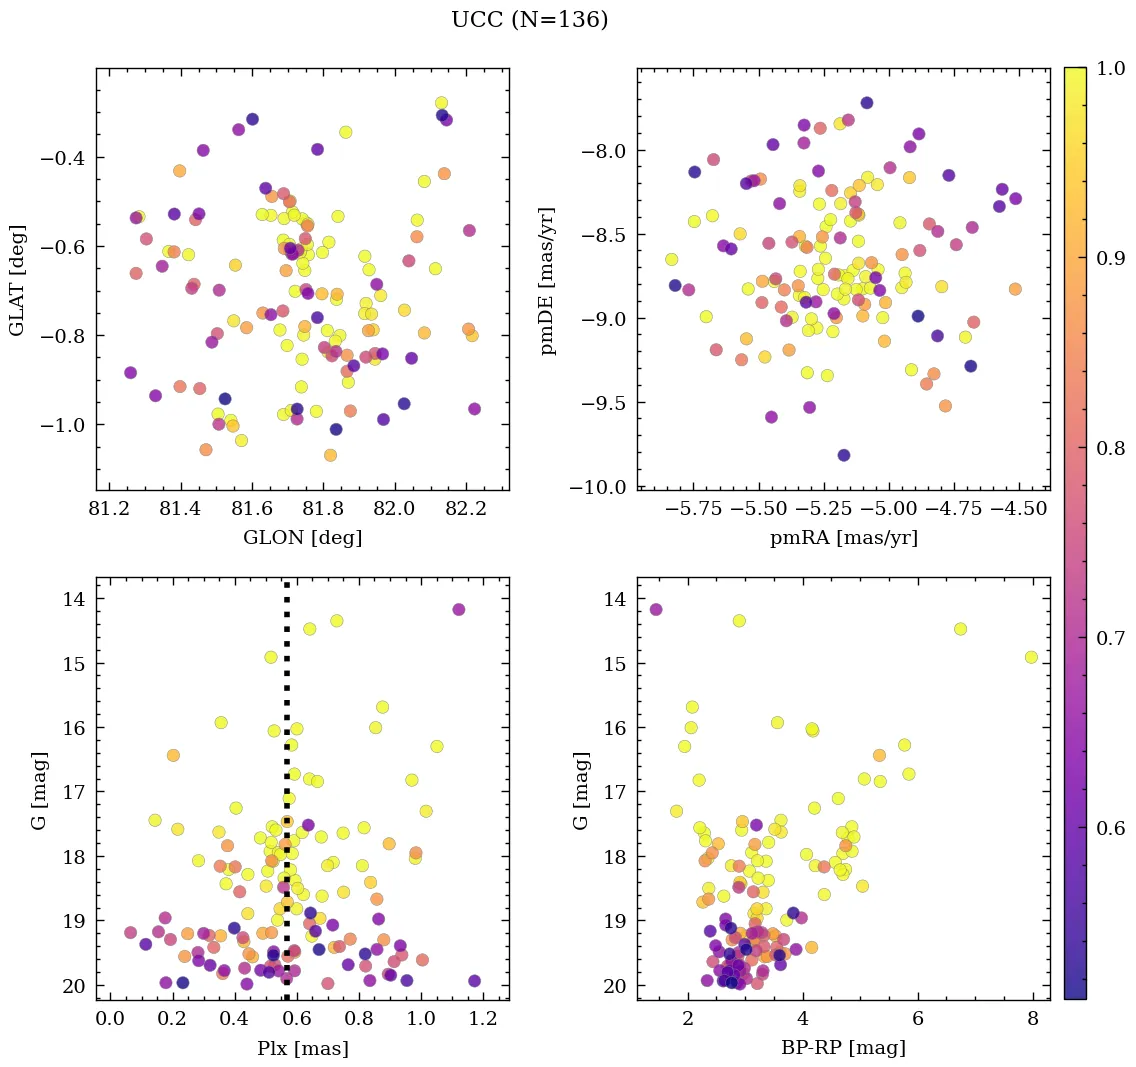 UCC (N=136)
−0.4
−0.6
−0.8
−1.0
GLAT [deg]
81.2 81.4 81.6 81.8 82.0 82.2
GLON [deg]
−8.0
−8.5
−9.0
−9.5
−10.0
pmDE [mas/yr]
−5.75 −5.50 −5.25 −5.00 −4.75 −4.50
pmRA [mas/yr]
1.0
0.9
0.8
0.7
0.6
14
15
16
17
18
19
20
G [mag]
0.0 0.2 0.4 0.6 0.8 1.0 1.2
Plx [mas]
14
15
16
17
18
19
20
G [mag]
2 4 6 8
BP-RP [mag]